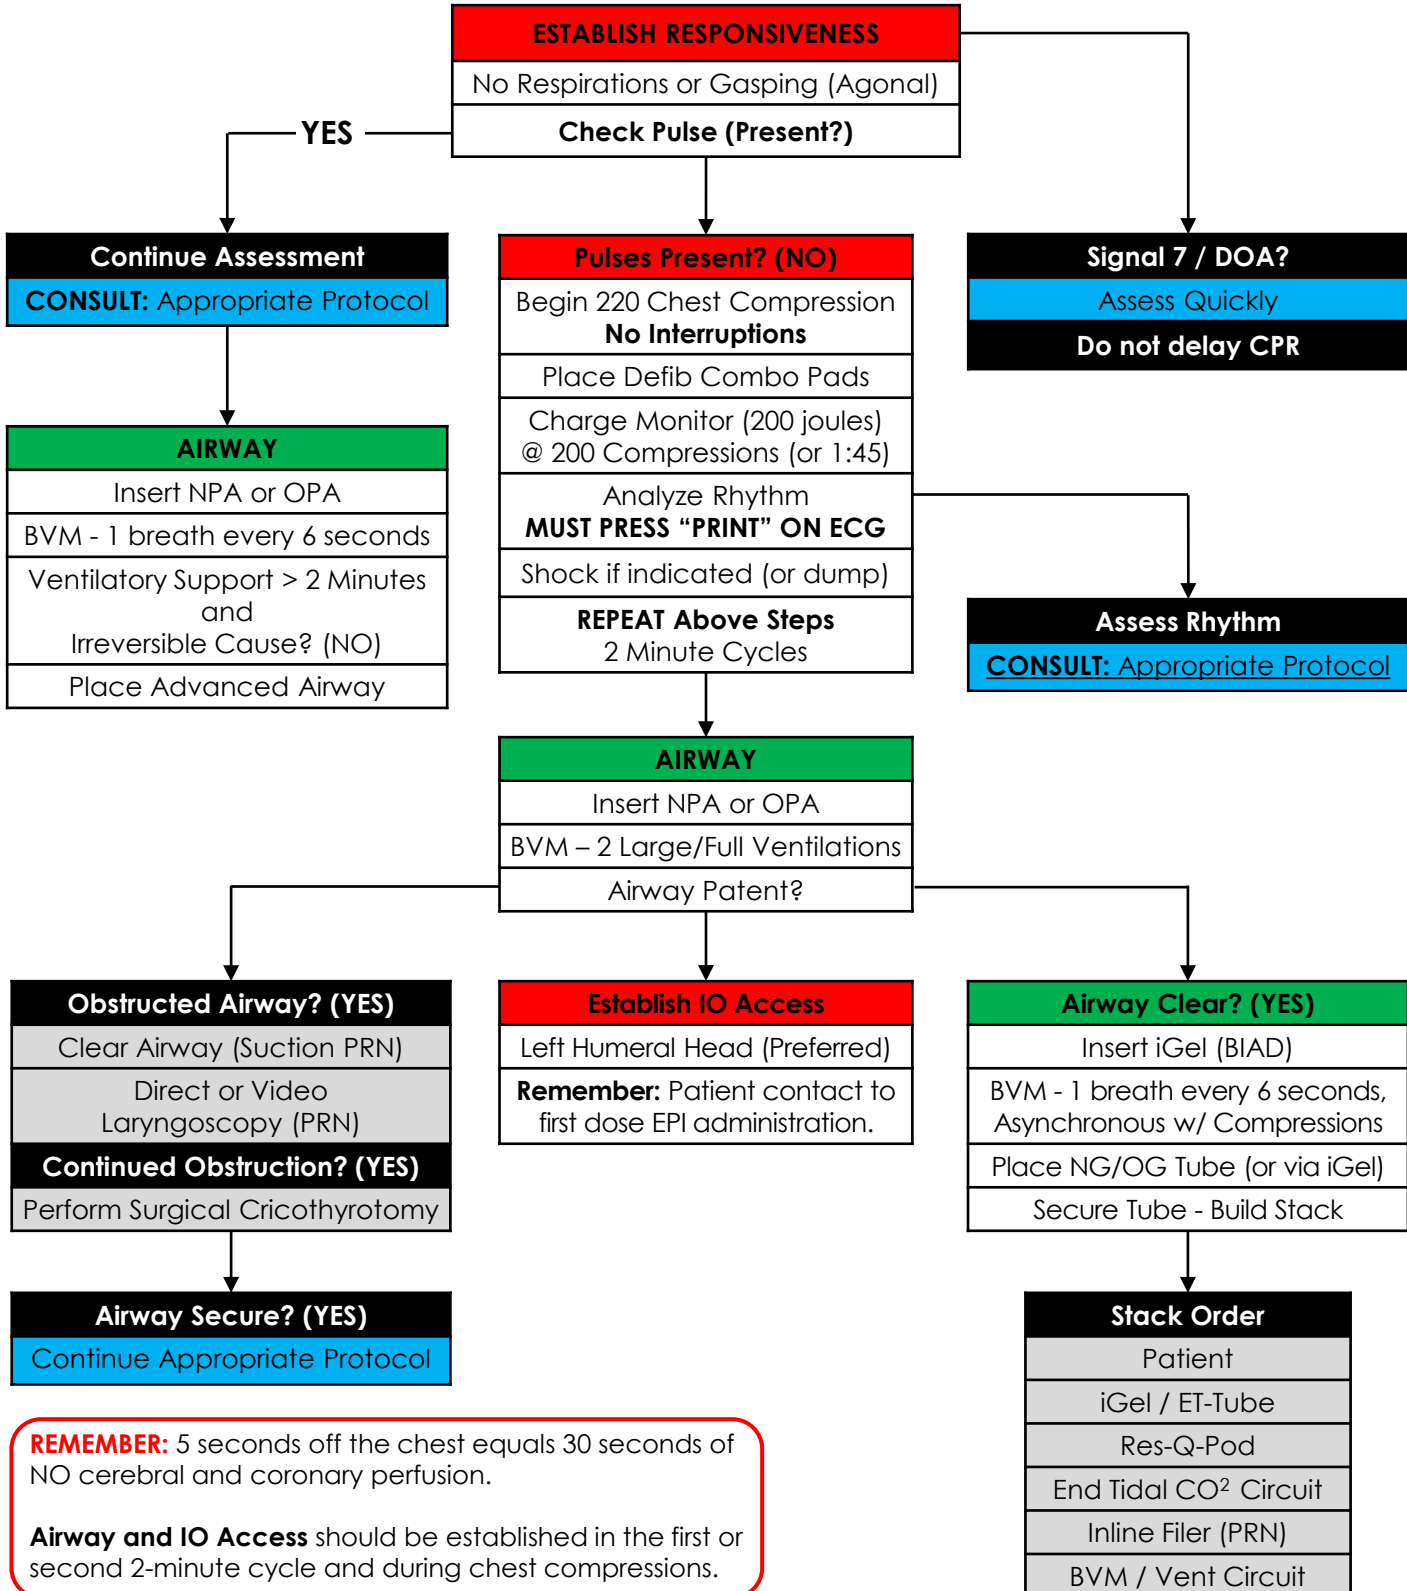 ESTABLISH RESPONSIVENESS
No Respirations or Gasping (Agonal)
Check Pulse (Present?)
YES
Continue Assessment
CONSULT: Appropriate Protocol
Pulses Present? (NO)
Begin 220 Chest Compression
No Interruptions
Place Defib Combo Pads
Charge Monitor (200 joules)
@ 200 Compressions (or 1:45)
Analyze Rhythm
MUST PRESS “PRINT” ON ECG
Shock if indicated (or dump)
REPEAT Above Steps
2 Minute Cycles
Signal 7 / DOA?
Assess Quickly
Do not delay CPR
AIRWAY
Insert NPA or OPA
BVM - 1 breath every 6 seconds
Ventilatory Support > 2 Minutes
and
Irreversible Cause? (NO)
Place Advanced Airway
Assess Rhythm
CONSULT: Appropriate Protocol
AIRWAY
Insert NPA or OPA
BVM – 2 Large/Full Ventilations
Airway Patent?
Obstructed Airway? (YES)
Clear Airway (Suction PRN)
Direct or Video
Laryngoscopy (PRN)
Continued Obstruction? (YES)
Perform Surgical Cricothyrotomy
Establish IO Access
Left Humeral Head (Preferred)
Remember: Patient contact to
first dose EPI administration.
Airway Clear? (YES)
Insert iGel (BIAD)
BVM - 1 breath every 6 seconds,
Asynchronous w/ Compressions
Place NG/OG Tube (or via iGel)
Secure Tube - Build Stack
Airway Secure? (YES)
Continue Appropriate Protocol
Stack Order
Patient
iGel / ET-Tube
Res-Q-Pod
End Tidal CO² Circuit
Inline Filer (PRN)
BVM / Vent Circuit
REMEMBER: 5 seconds off the chest equals 30 seconds of
NO cerebral and coronary perfusion.
Airway and IO Access should be established in the first or
second 2-minute cycle and during chest compressions.